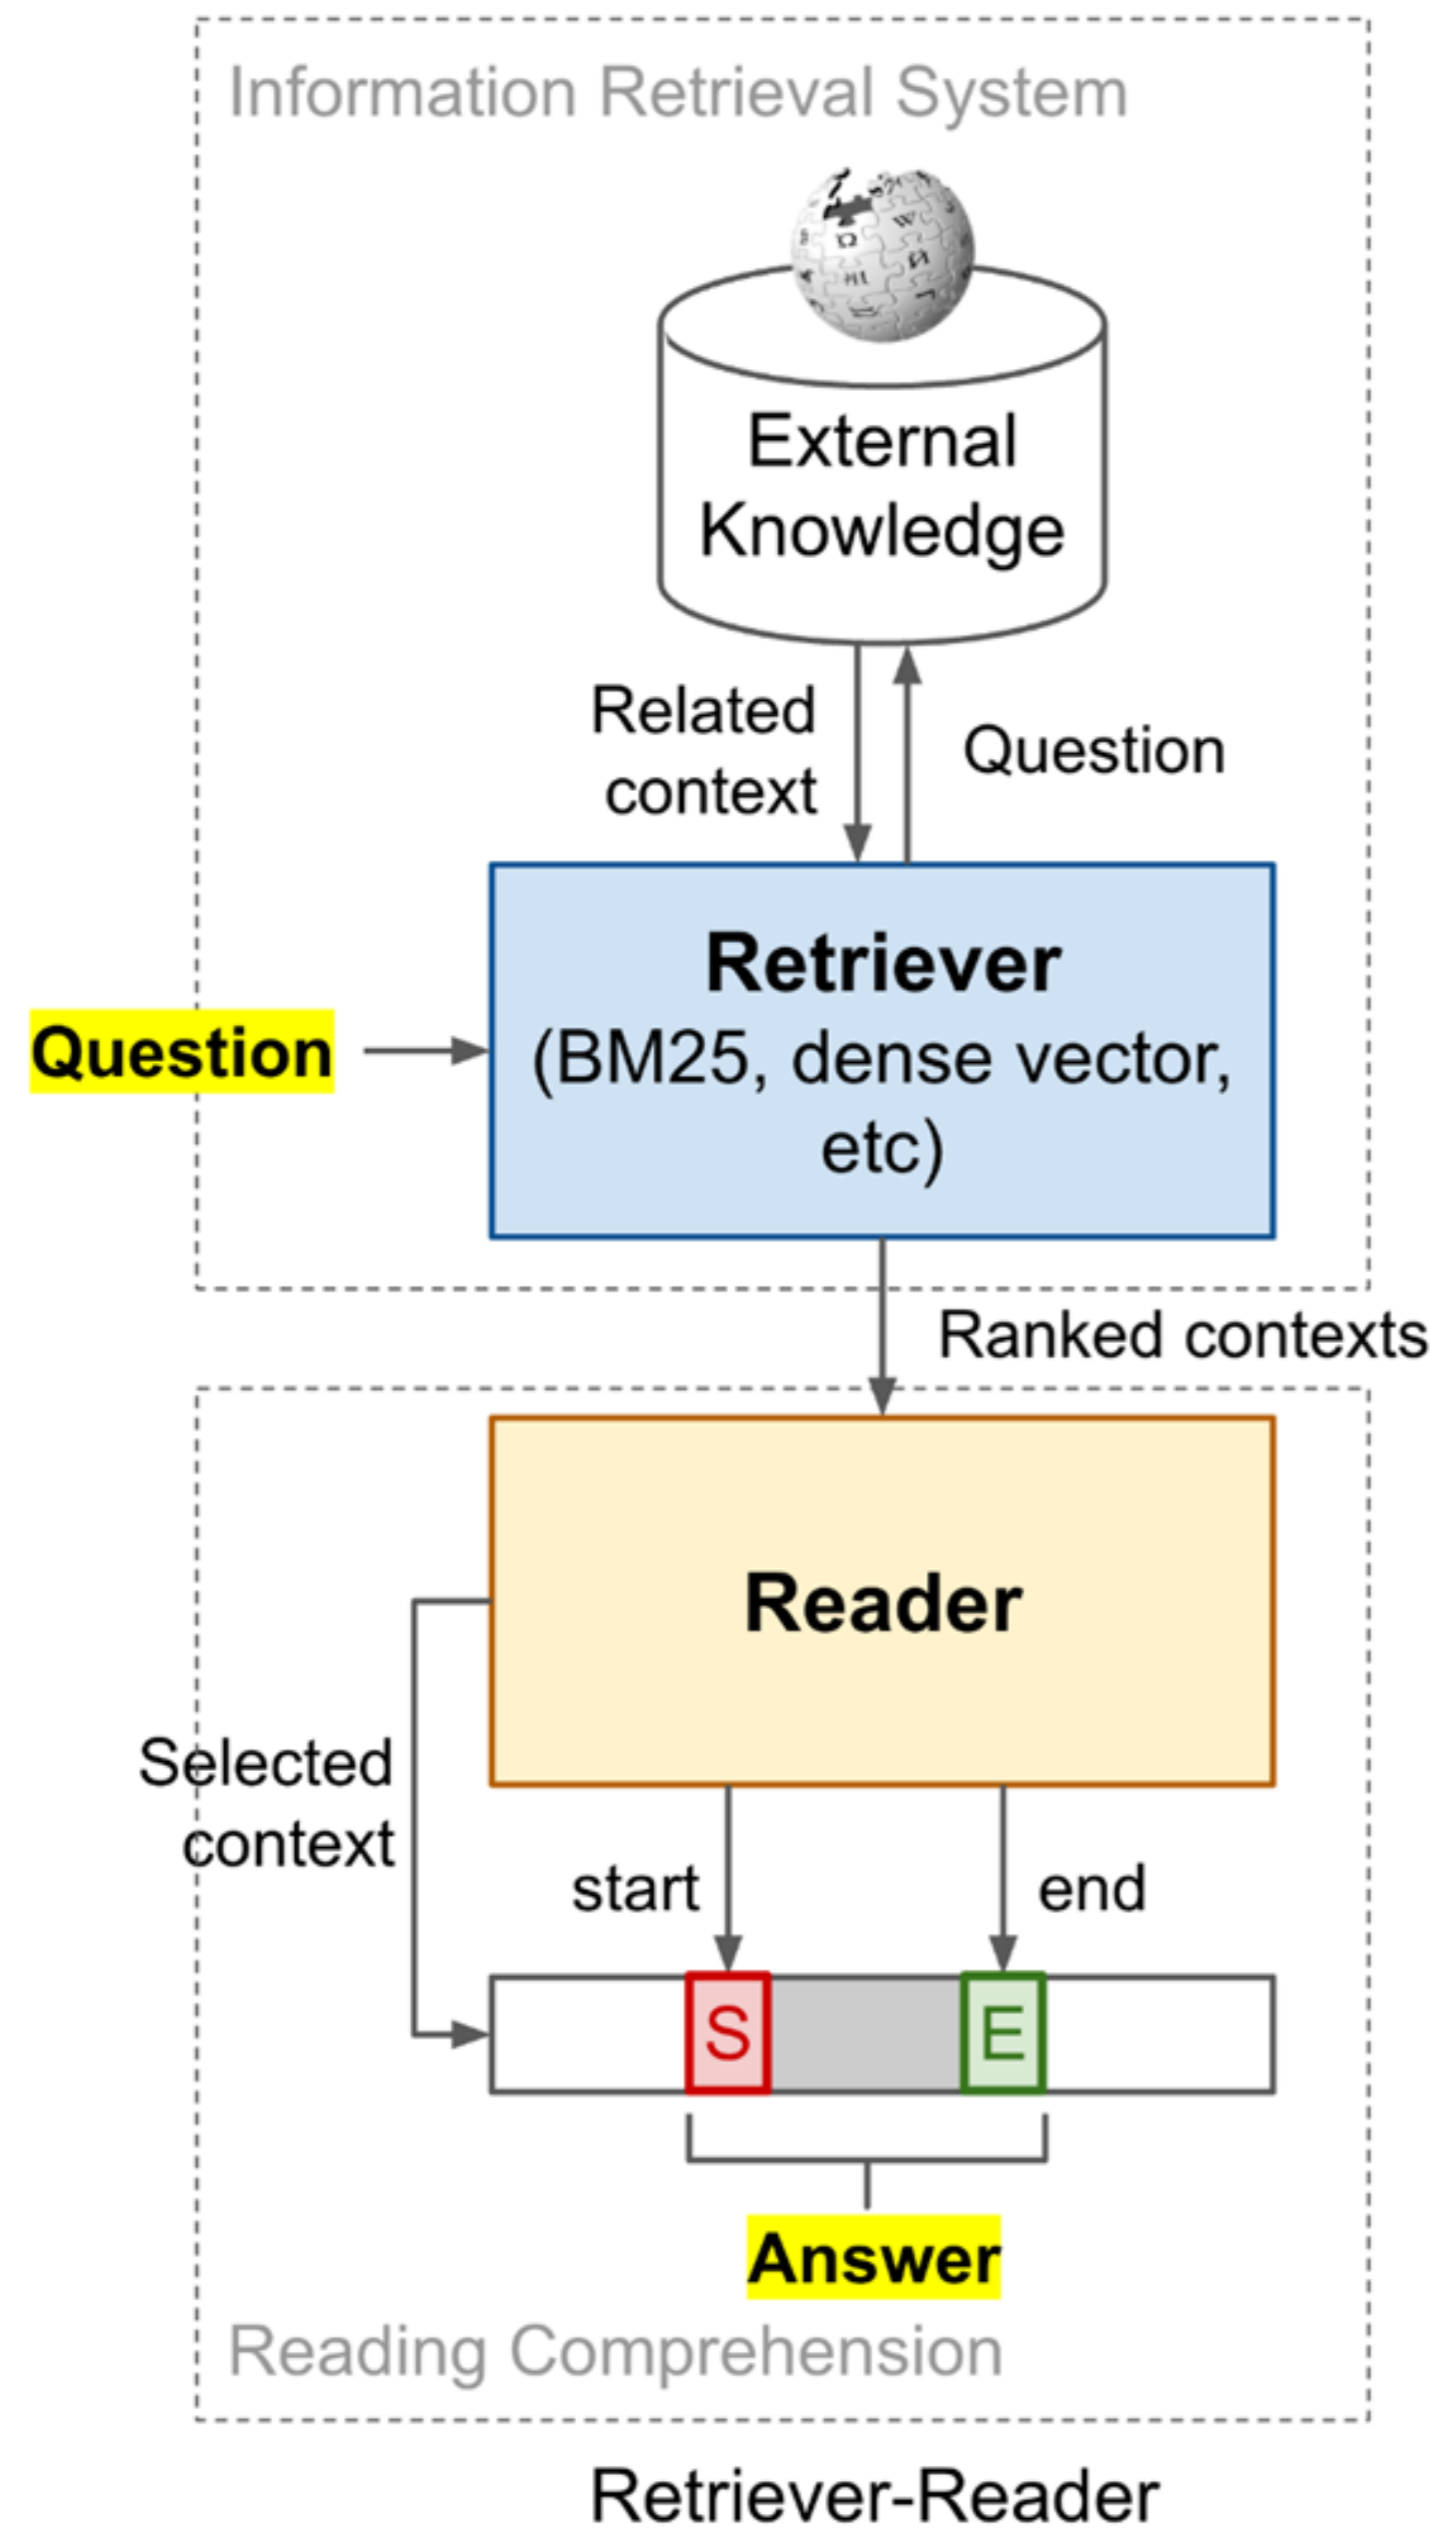 Information Retrieval System
External
Knowledge
Related
context
Question
Retriever
(BM25, dense vector,
etc)
Question
Ranked contexts
Reader
Selected
context
start
end
S
E
Answer
Reading Comprehension
Retriever-Reader